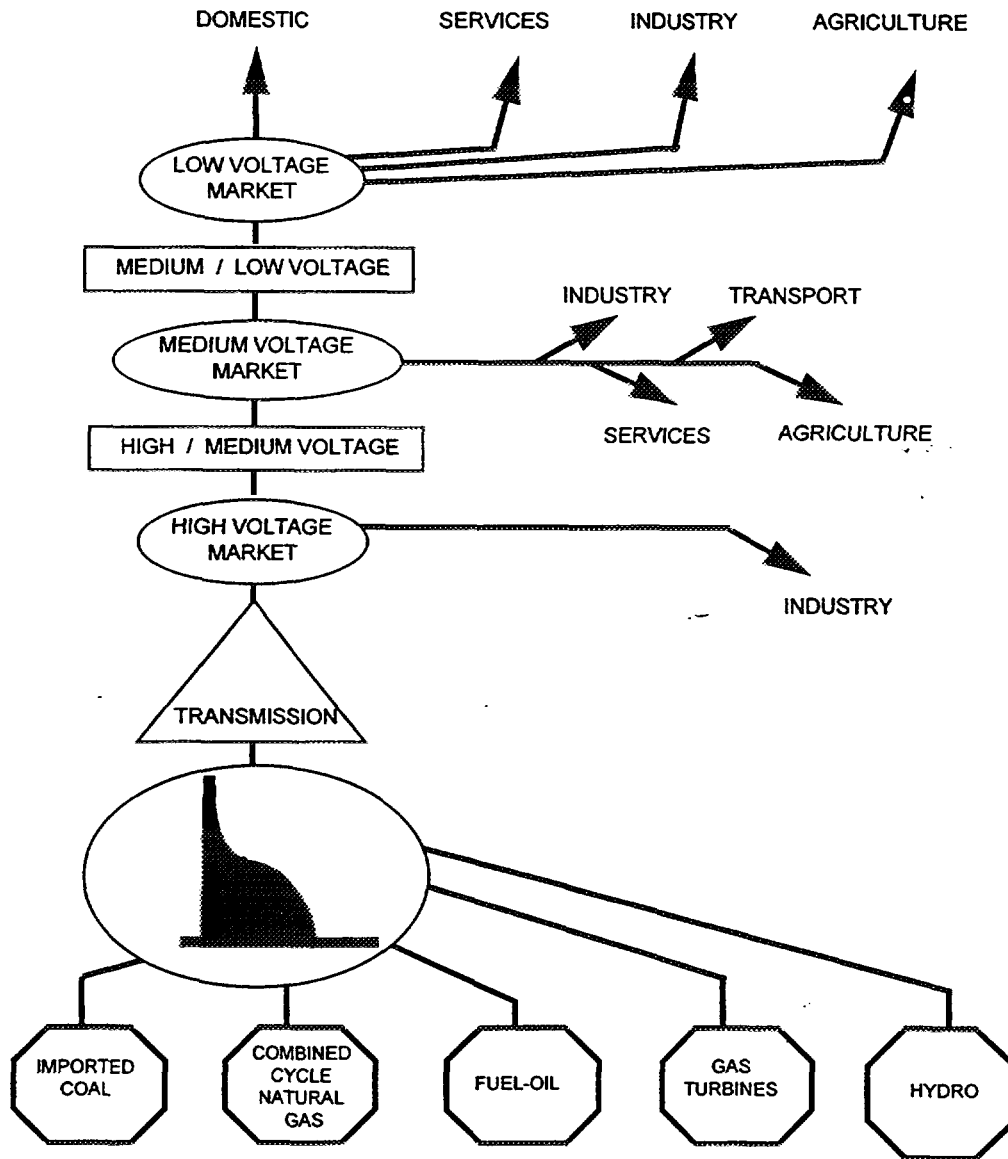 DOMESTIC SERVICES INDUSTRY AGRICULTURE
LOW VOLTAGE
MARKET
MEDIUM / LOW VOLTAGE
INDUSTRY TRANSPORT
MEDIUM VOLTAGE
MARKET
SERVICES AGRICULTURE
HIGH / MEDIUM VOLTAGE
HIGH VOLTAGE
MARKET
INDUSTRY
TRANSMISSION
IMPORTED
COAL
COMBINED
CYCLE
NATURAL
GAS
FUEL-OIL
GAS
TURBINES
HYDRO